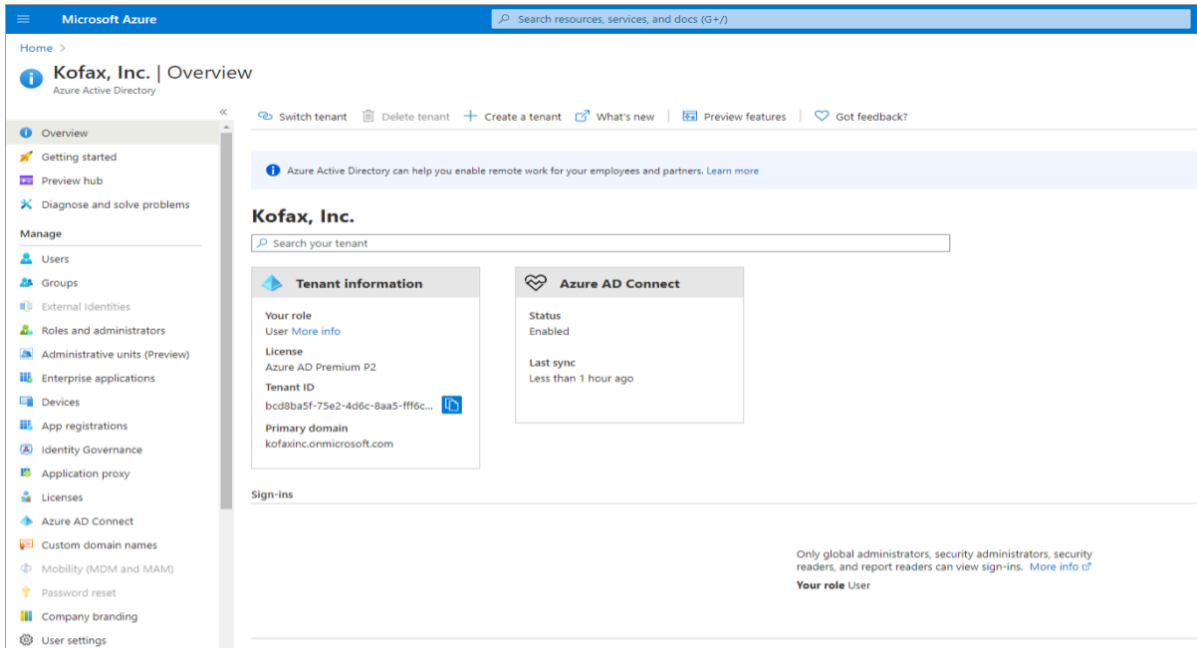 Microsoft Azure
Search resources, services, and docs (G+/)
Home >
Kofax, Inc. | Overview
Azure Active Directory
«
Overview
Getting started
Preview hub
Diagnose and solve problems
Manage
Users
Groups
External Identities
Roles and administrators
Administrative units (Preview)
Enterprise applications
Devices
App registrations
Identity Governance
Application proxy
Licenses
Azure AD Connect
Custom domain names
Mobility (MDM and MAM)
Password reset
Company branding
User settings
Switch tenant
Delete tenant
Create a tenant
What's new
Preview features
Got feedback?
Azure Active Directory can help you enable remote work for your employees and partners. Learn more
Kofax, Inc.
Search your tenant
Tenant information
Your role
User More info
License
Azure AD Premium P2
Tenant ID
bcd8ba5f-75e2-4d6c-8aa5-fff6c...
Primary domain
kofaxinc.onmicrosoft.com
Azure AD Connect
Status
Enabled
Last sync
Less than 1 hour ago
Sign-ins
Only global administrators, security administrators, security
readers, and report readers can view sign-ins. More info
Your role User